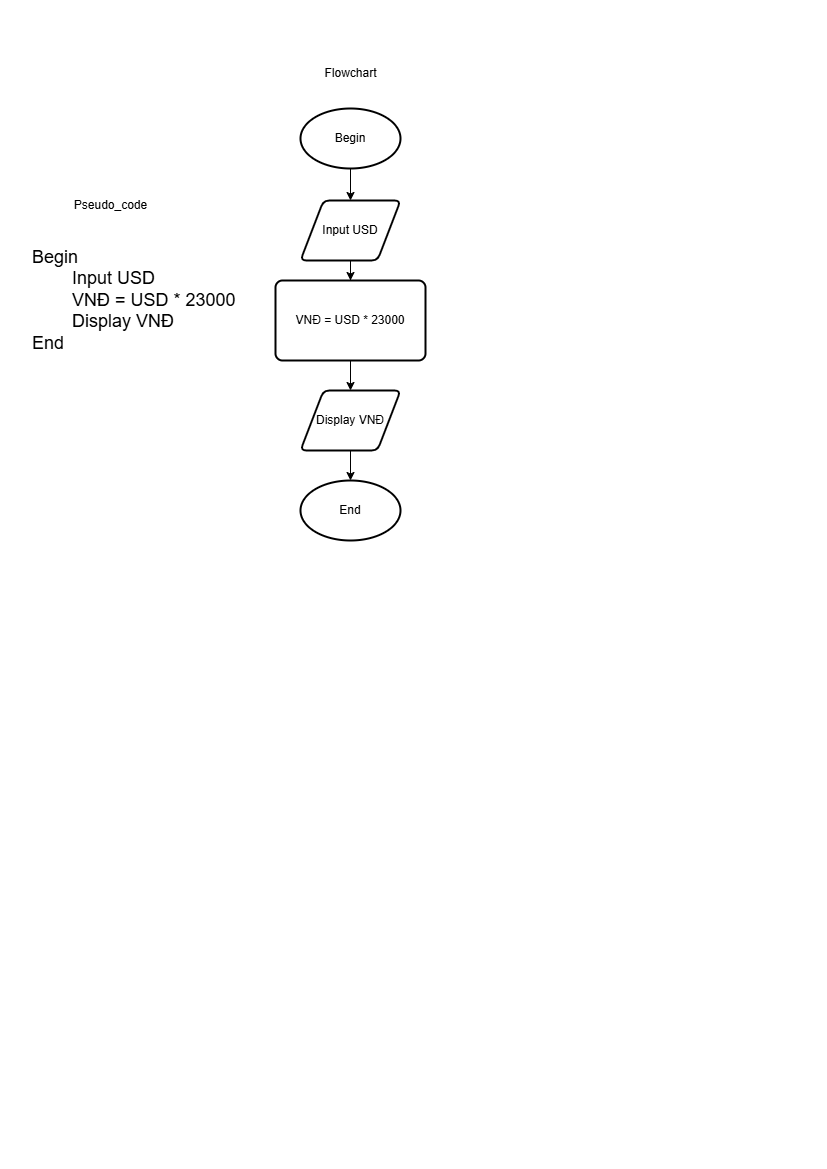 Flowchart
Begin
Input USD
VNĐ = USD * 23000
Display VNĐ
End
Pseudo_code
Begin
Input USD
VNĐ = USD * 23000
Display VNĐ
End